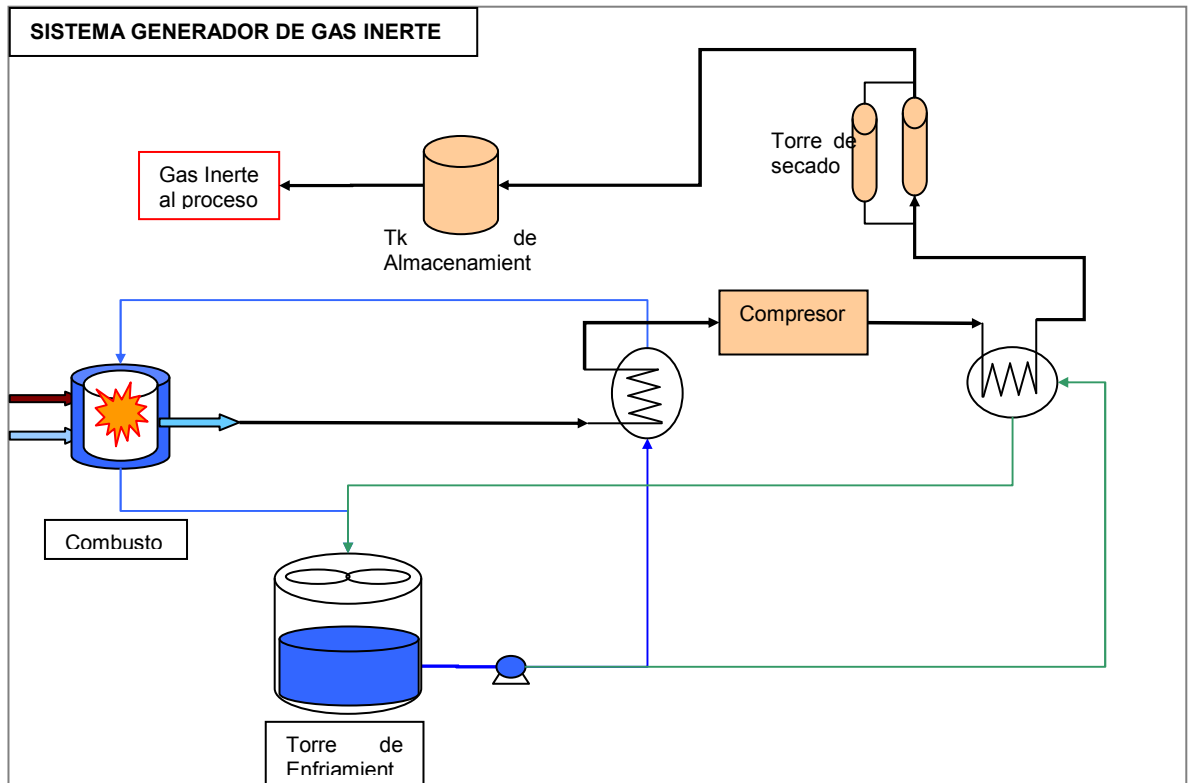 SISTEMA GENERADOR DE GAS INERTE
Torre de
secado
Gas Inerte
al proceso
Tk de
Almacenamient
Compresor
Combusto
Torre de
Enfriamient